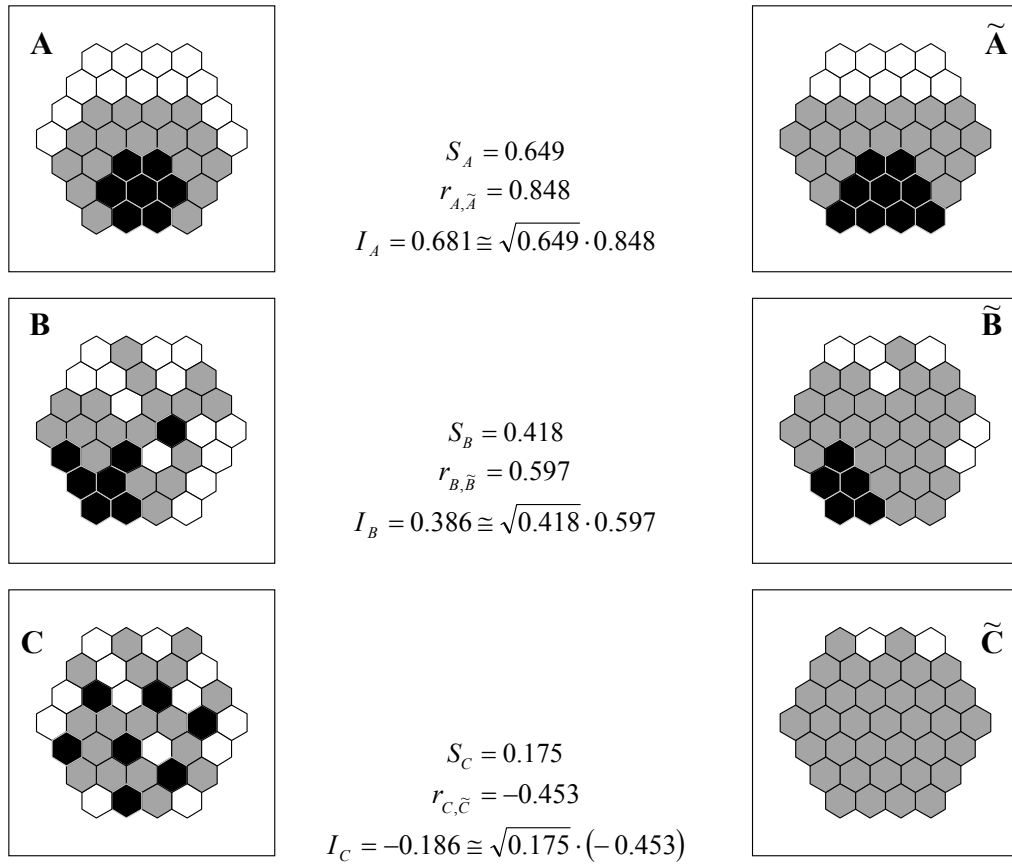 A
Ã
S_A = 0.649
r_{A,Ã} = 0.848
I_A = 0.681 ≅ √0.649 · 0.848
B
B̃
S_B = 0.418
r_{B,B̃} = 0.597
I_B = 0.386 ≅ √0.418 · 0.597
C
C̃
S_C = 0.175
r_{C,C̃} = −0.453
I_C = −0.186 ≅ √0.175 · (− 0.453)